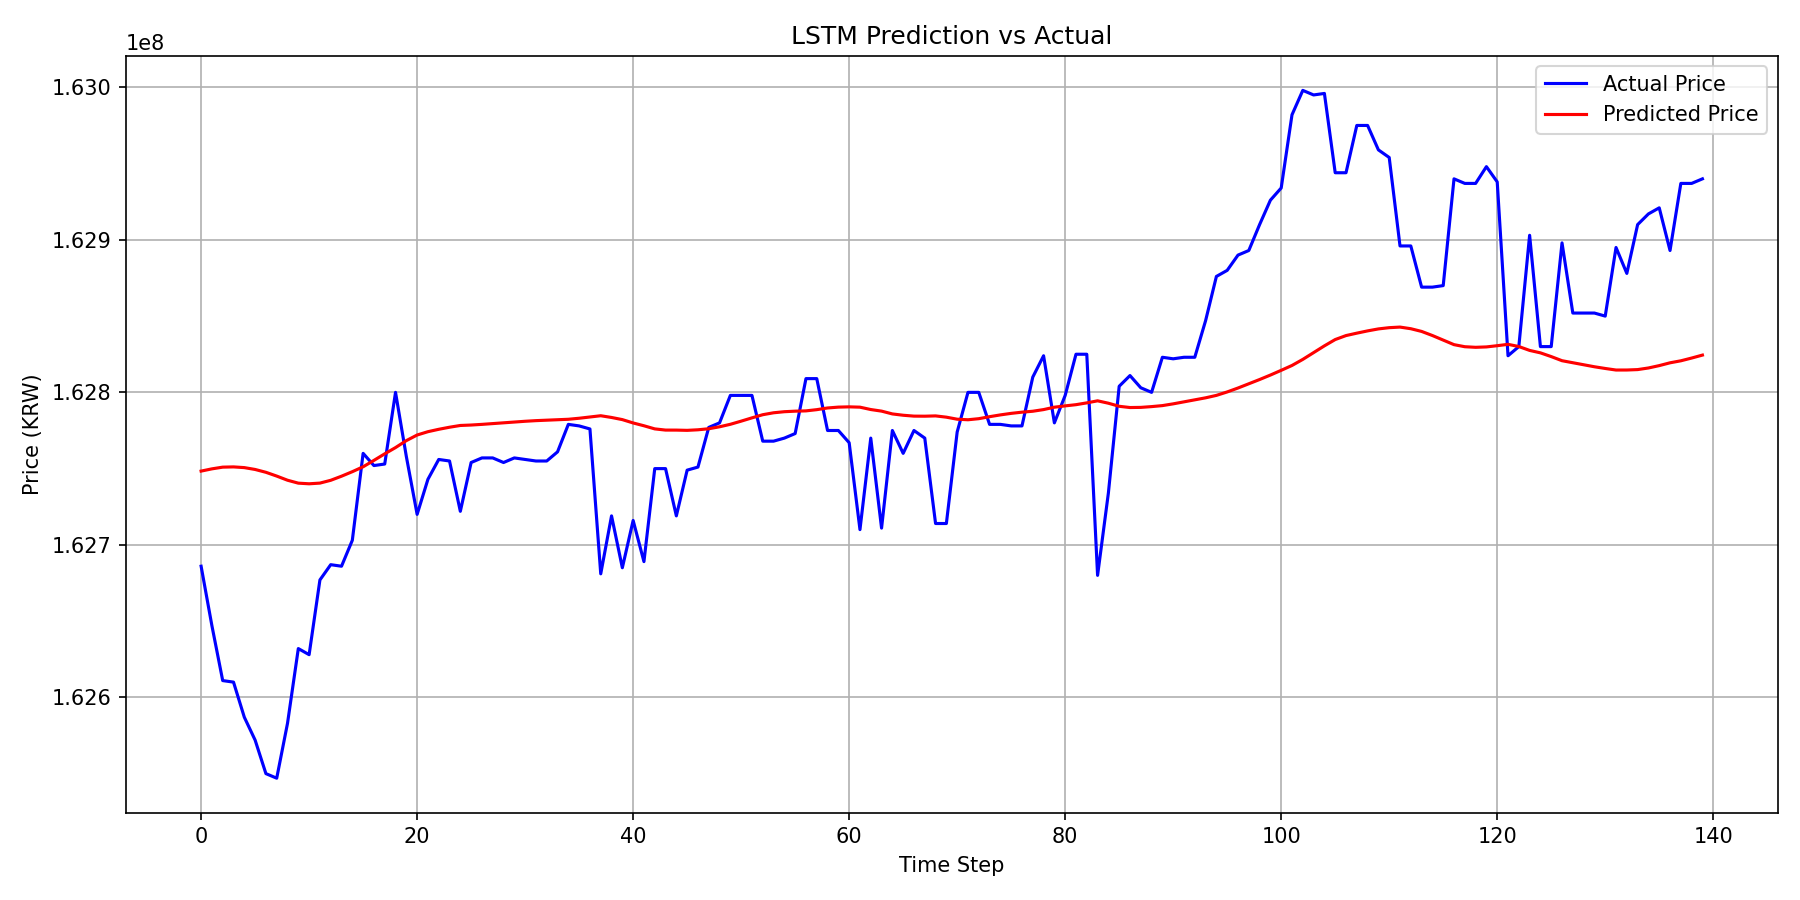 LSTM Prediction vs Actual
1e8
1.630
1.629
1.628
1.627
1.626
Price (KRW)
Actual Price
Predicted Price
0 20 40 60 80 100 120 140
Time Step